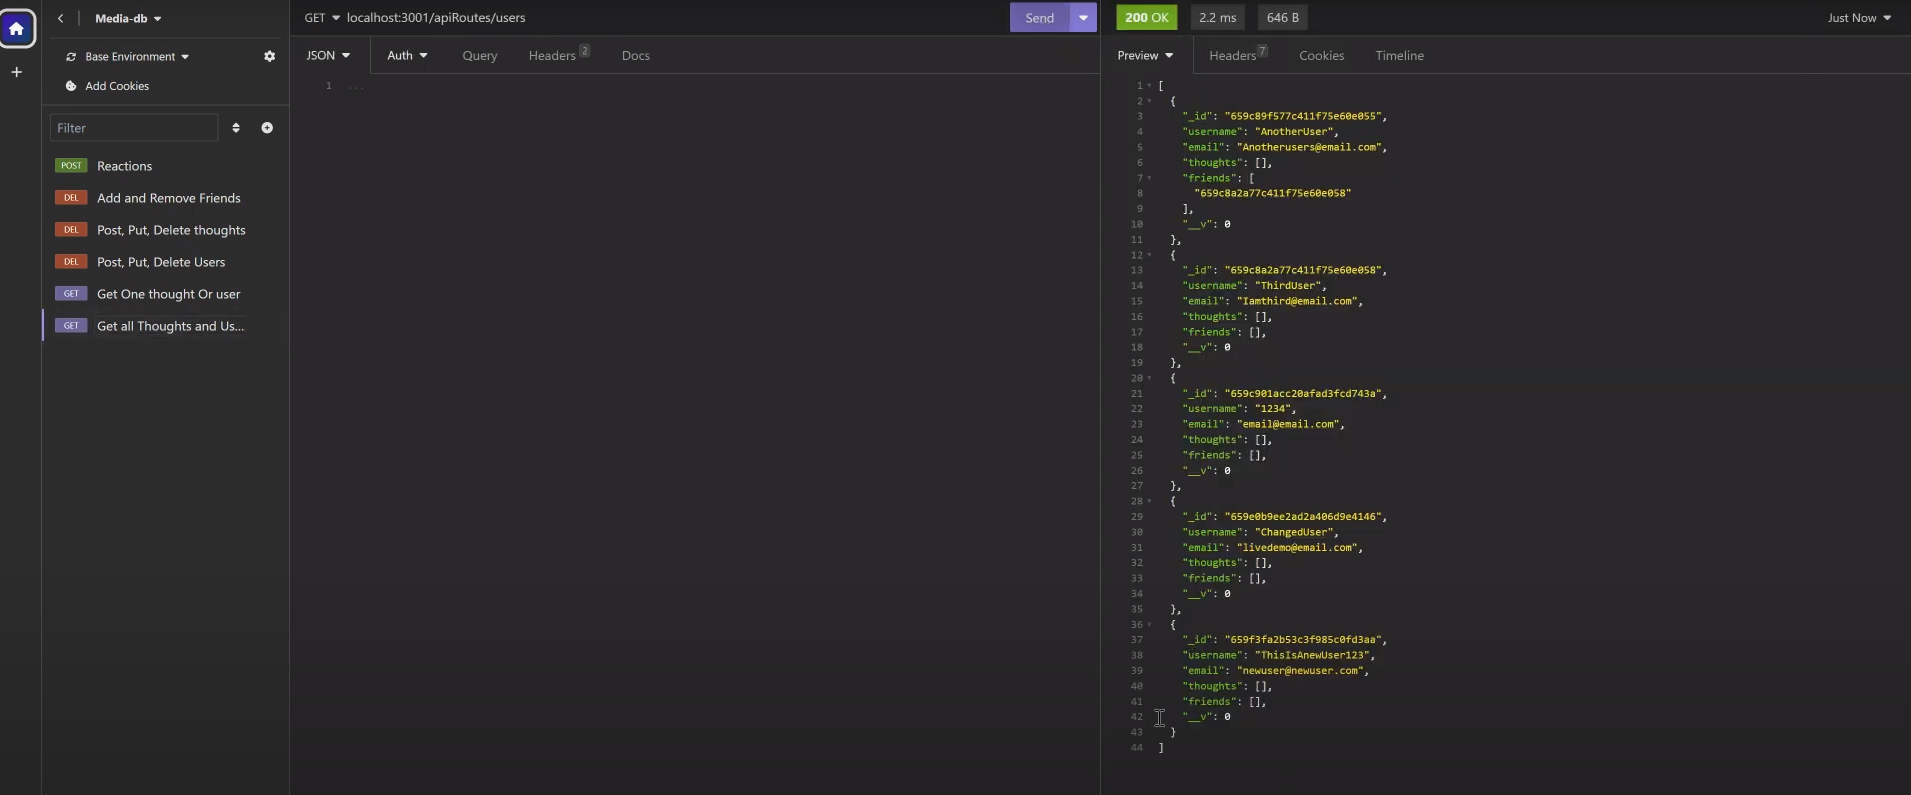 Media-db
GET localhost:3001/apiRoutes/users
Send
200 OK
2.2 ms
646 B
Just Now
Base Environment
Add Cookies
Filter
POST Reactions
DEL Add and Remove Friends
DEL Post, Put, Delete thoughts
DEL Post, Put, Delete Users
GET Get One thought Or user
GET Get all Thoughts and Us...
JSON
Auth
Query
Headers 2
Docs
1 ...
Preview
Headers 7
Cookies
Timeline
1 [
2 {
3 "_id": "659c89f577c411f75e60e055",
4 "username": "AnotherUser",
5 "email": "Anotherusers@email.com",
6 "thoughts": [],
7 "friends": [
8 "659c8a2a77c411f75e60e058"
9 ],
10 "__v": 0
11 },
12 {
13 "_id": "659c8a2a77c411f75e60e058",
14 "username": "ThirdUser",
15 "email": "Iamthird@email.com",
16 "thoughts": [],
17 "friends": [],
18 "__v": 0
19 },
20 {
21 "_id": "659c901acc20afad3fcd743a",
22 "username": "1234",
23 "email": "email@email.com",
24 "thoughts": [],
25 "friends": [],
26 "__v": 0
27 },
28 {
29 "_id": "659e0b9ee2ad2a406d9e4146",
30 "username": "ChangedUser",
31 "email": "livedemo@email.com",
32 "thoughts": [],
33 "friends": [],
34 "__v": 0
35 },
36 {
37 "_id": "659f3fa2b53c3f985c0fd3aa",
38 "username": "ThisIsAnewUser123",
39 "email": "newuser@newuser.com",
40 "thoughts": [],
41 "friends": [],
42 "__v": 0
43 }
44 ]